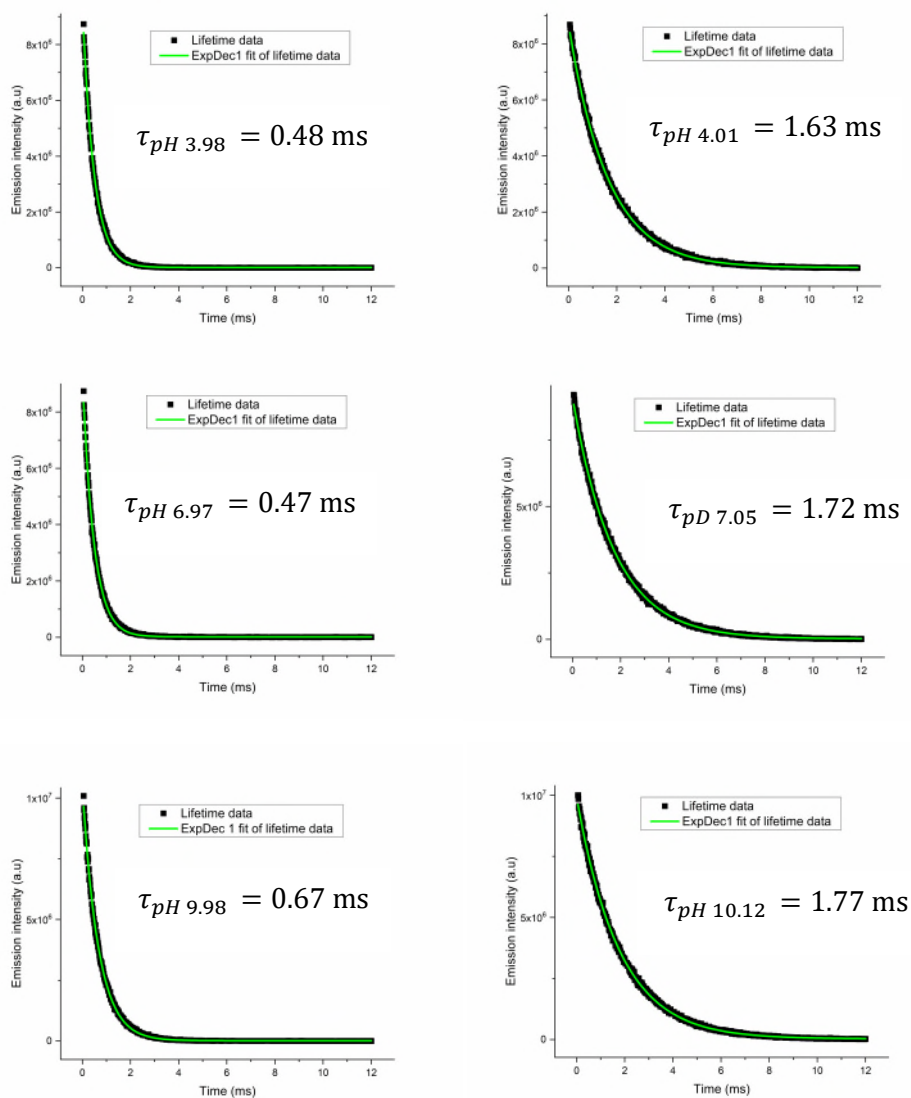 8x10⁶
6x10⁶
4x10⁶
2x10⁶
0
Emission intensity (a.u)
Lifetime data
ExpDec1 fit of lifetime data
τpH 3.98 = 0.48 ms
0 2 4 6 8 10 12
Time (ms)
8x10⁶
6x10⁶
4x10⁶
2x10⁶
0
Emission intensity (a.u)
Lifetime data
ExpDec1 fit of lifetime data
τpH 4.01 = 1.63 ms
0 2 4 6 8 10 12
Time (ms)
8x10⁶
6x10⁶
4x10⁶
2x10⁶
0
Emission intensity (a.u)
Lifetime data
ExpDec1 fit of lifetime data
τpH 6.97 = 0.47 ms
0 2 4 6 8 10 12
Time (ms)
5x10⁶
0
Emission intensity (a.u)
Lifetime data
ExpDec1 fit of lifetime data
τpD 7.05 = 1.72 ms
0 2 4 6 8 10 12
Time (ms)
1x10⁷
5x10⁶
0
Emission intensity (a.u)
Lifetime data
ExpDec 1 fit of lifetime data
τpH 9.98 = 0.67 ms
0 2 4 6 8 10 12
Time (ms)
1x10⁷
5x10⁶
0
Emission intensity (a.u)
Lifetime data
ExpDec1 fit of lifetime data
τpH 10.12 = 1.77 ms
0 2 4 6 8 10 12
Time (ms)